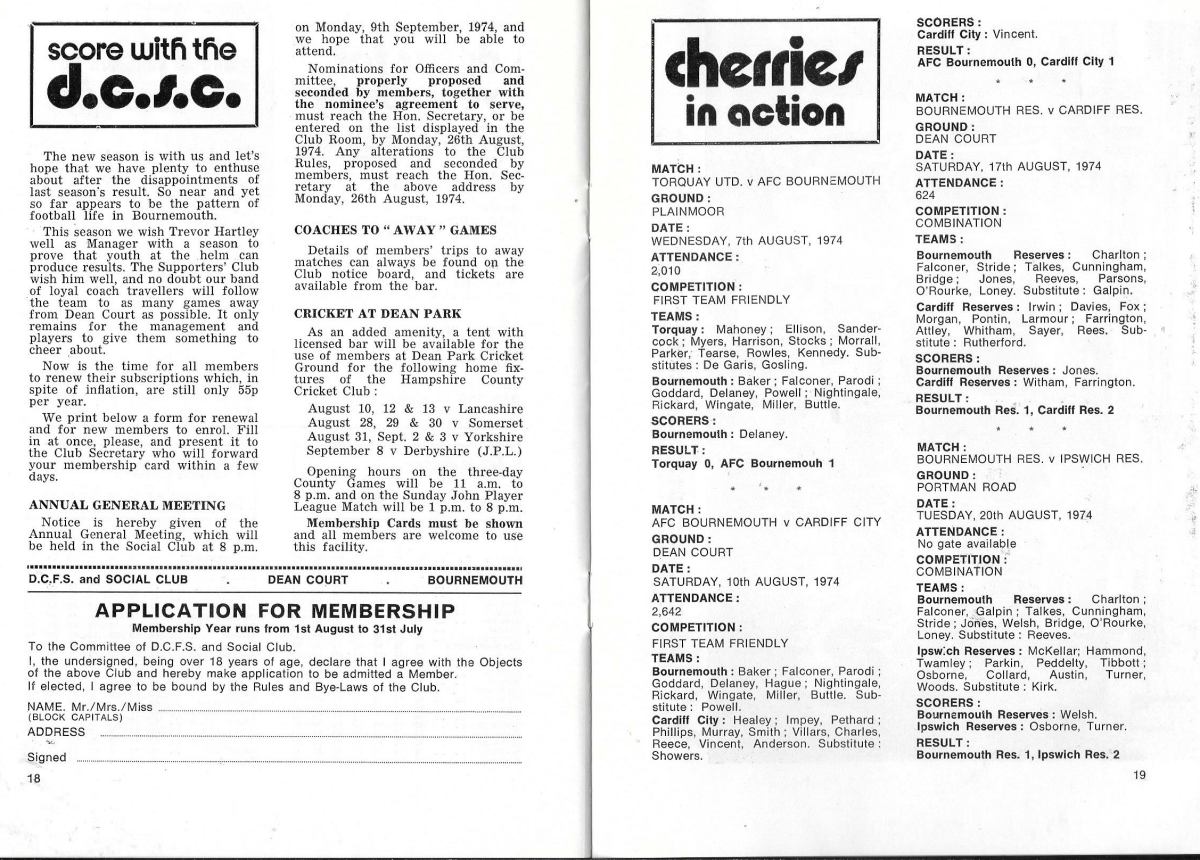 score with the
d.c.s.c.
The new season is with us and let's
hope that we have plenty to enthuse
about after the disappointments of
last season's result. So near and yet
so far appears to be the pattern of
football life in Bournemouth.
This season we wish Trevor Hartley
well as Manager with a season to
prove that youth at the helm can
produce results. The Supporters' Club
wish him well, and no doubt our band
of loyal coach travellers will follow
the team to as many games away
from Dean Court as possible. It only
remains for the management and
players to give them something to
cheer about.
Now is the time for all members
to renew their subscriptions which, in
spite of inflation, are still only 55p
per year.
We print below a form for renewal
and for new members to enrol. Fill
in at once, please, and present it to
the Club Secretary who will forward
your membership card within a few
days.
ANNUAL GENERAL MEETING
Notice is hereby given of the
Annual General Meeting, which will
be held in the Social Club at 8 p.m.
on Monday, 9th September, 1974, and
we hope that you will be able to
attend.
Nominations for Officers and Com-
mittee, properly proposed and
seconded by members, together with
the nominee's agreement to serve,
must reach the Hon. Secretary, or be
entered on the list displayed in the
Club Room, by Monday, 26th August,
1974. Any alterations to the Club
Rules, proposed and seconded by
members, must reach the Hon. Sec-
retary at the above address by
Monday, 26th August, 1974.
COACHES TO " AWAY " GAMES
Details of members' trips to away
matches can always be found on the
Club notice board, and tickets are
available from the bar.
CRICKET AT DEAN PARK
As an added amenity, a tent with
licensed bar will be available for the
use of members at Dean Park Cricket
Ground for the following home fix-
tures of the Hampshire County
Cricket Club :
August 10, 12 & 13 v Lancashire
August 28, 29 & 30 v Somerset
August 31, Sept. 2 & 3 v Yorkshire
September 8 v Derbyshire (J.P.L.)
Opening hours on the three-day
County Games will be 11 a.m. to
8 p.m. and on the Sunday John Player
League Match will be 1 p.m. to 8 p.m.
Membership Cards must be shown
and all members are welcome to use
this facility.
D.C.F.S. and SOCIAL CLUB . DEAN COURT . BOURNEMOUTH
APPLICATION FOR MEMBERSHIP
Membership Year runs from 1st August to 31st July
To the Committee of D.C.F.S. and Social Club.
I, the undersigned, being over 18 years of age, declare that I agree with the Objects
of the above Club and hereby make application to be admitted a Member.
If elected, I agree to be bound by the Rules and Bye-Laws of the Club.
NAME. Mr./Mrs./Miss
(BLOCK CAPITALS)
ADDRESS
Signed
18
cherries
in action
MATCH :
TORQUAY UTD. v AFC BOURNEMOUTH
GROUND :
PLAINMOOR
DATE :
WEDNESDAY, 7th AUGUST, 1974
ATTENDANCE :
2,010
COMPETITION :
FIRST TEAM FRIENDLY
TEAMS :
Torquay : Mahoney ; Ellison, Sander-
cock ; Myers, Harrison, Stocks ; Morrall,
Parker, Tearse, Rowles, Kennedy. Sub-
stitutes : De Garis, Gosling.
Bournemouth : Baker ; Falconer, Parodi ;
Goddard, Delaney, Powell ; Nightingale,
Rickard, Wingate, Miller, Buttle.
SCORERS :
Bournemouth : Delaney.
RESULT :
Torquay 0, AFC Bournemouh 1
* * *
MATCH :
AFC BOURNEMOUTH v CARDIFF CITY
GROUND :
DEAN COURT
DATE :
SATURDAY, 10th AUGUST, 1974
ATTENDANCE :
2,642
COMPETITION :
FIRST TEAM FRIENDLY
TEAMS :
Bournemouth : Baker ; Falconer, Parodi ;
Goddard, Delaney, Hague ; Nightingale,
Rickard, Wingate, Miller, Buttle. Sub-
stitute : Powell.
Cardiff City : Healey ; Impey, Pethard ;
Phillips, Murray, Smith ; Villars, Charles,
Reece, Vincent, Anderson. Substitute :
Showers.
SCORERS :
Cardiff City : Vincent.
RESULT :
AFC Bournemouth 0, Cardiff City 1
* * *
MATCH :
BOURNEMOUTH RES. v CARDIFF RES.
GROUND :
DEAN COURT
DATE :
SATURDAY, 17th AUGUST, 1974
ATTENDANCE :
624
COMPETITION :
COMBINATION
TEAMS :
Bournemouth Reserves : Charlton ;
Falconer, Stride ; Talkes, Cunningham,
Bridge ; Jones, Reeves, Parsons,
O'Rourke, Loney. Substitute : Galpin.
Cardiff Reserves : Irwin ; Davies, Fox ;
Morgan, Pontin, Larmour ; Farrington,
Attley, Whitham, Sayer, Rees. Sub-
stitute : Rutherford.
SCORERS :
Bournemouth Reserves : Jones.
Cardiff Reserves : Witham, Farrington.
RESULT :
Bournemouth Res. 1, Cardiff Res. 2
* * *
MATCH :
BOURNEMOUTH RES. v IPSWICH RES.
GROUND :
PORTMAN ROAD
DATE :
TUESDAY, 20th AUGUST, 1974
ATTENDANCE :
No gate available
COMPETITION :
COMBINATION
TEAMS :
Bournemouth Reserves : Charlton ;
Falconer, Galpin ; Talkes, Cunningham,
Stride ; Jones, Welsh, Bridge, O'Rourke,
Loney. Substitute : Reeves.
Ipswich Reserves : McKellar; Hammond,
Twamley ; Parkin, Peddelty, Tibbott ;
Osborne, Collard, Austin, Turner,
Woods. Substitute : Kirk.
SCORERS :
Bournemouth Reserves : Welsh.
Ipswich Reserves : Osborne, Turner.
RESULT :
Bournemouth Res. 1, Ipswich Res. 2
19